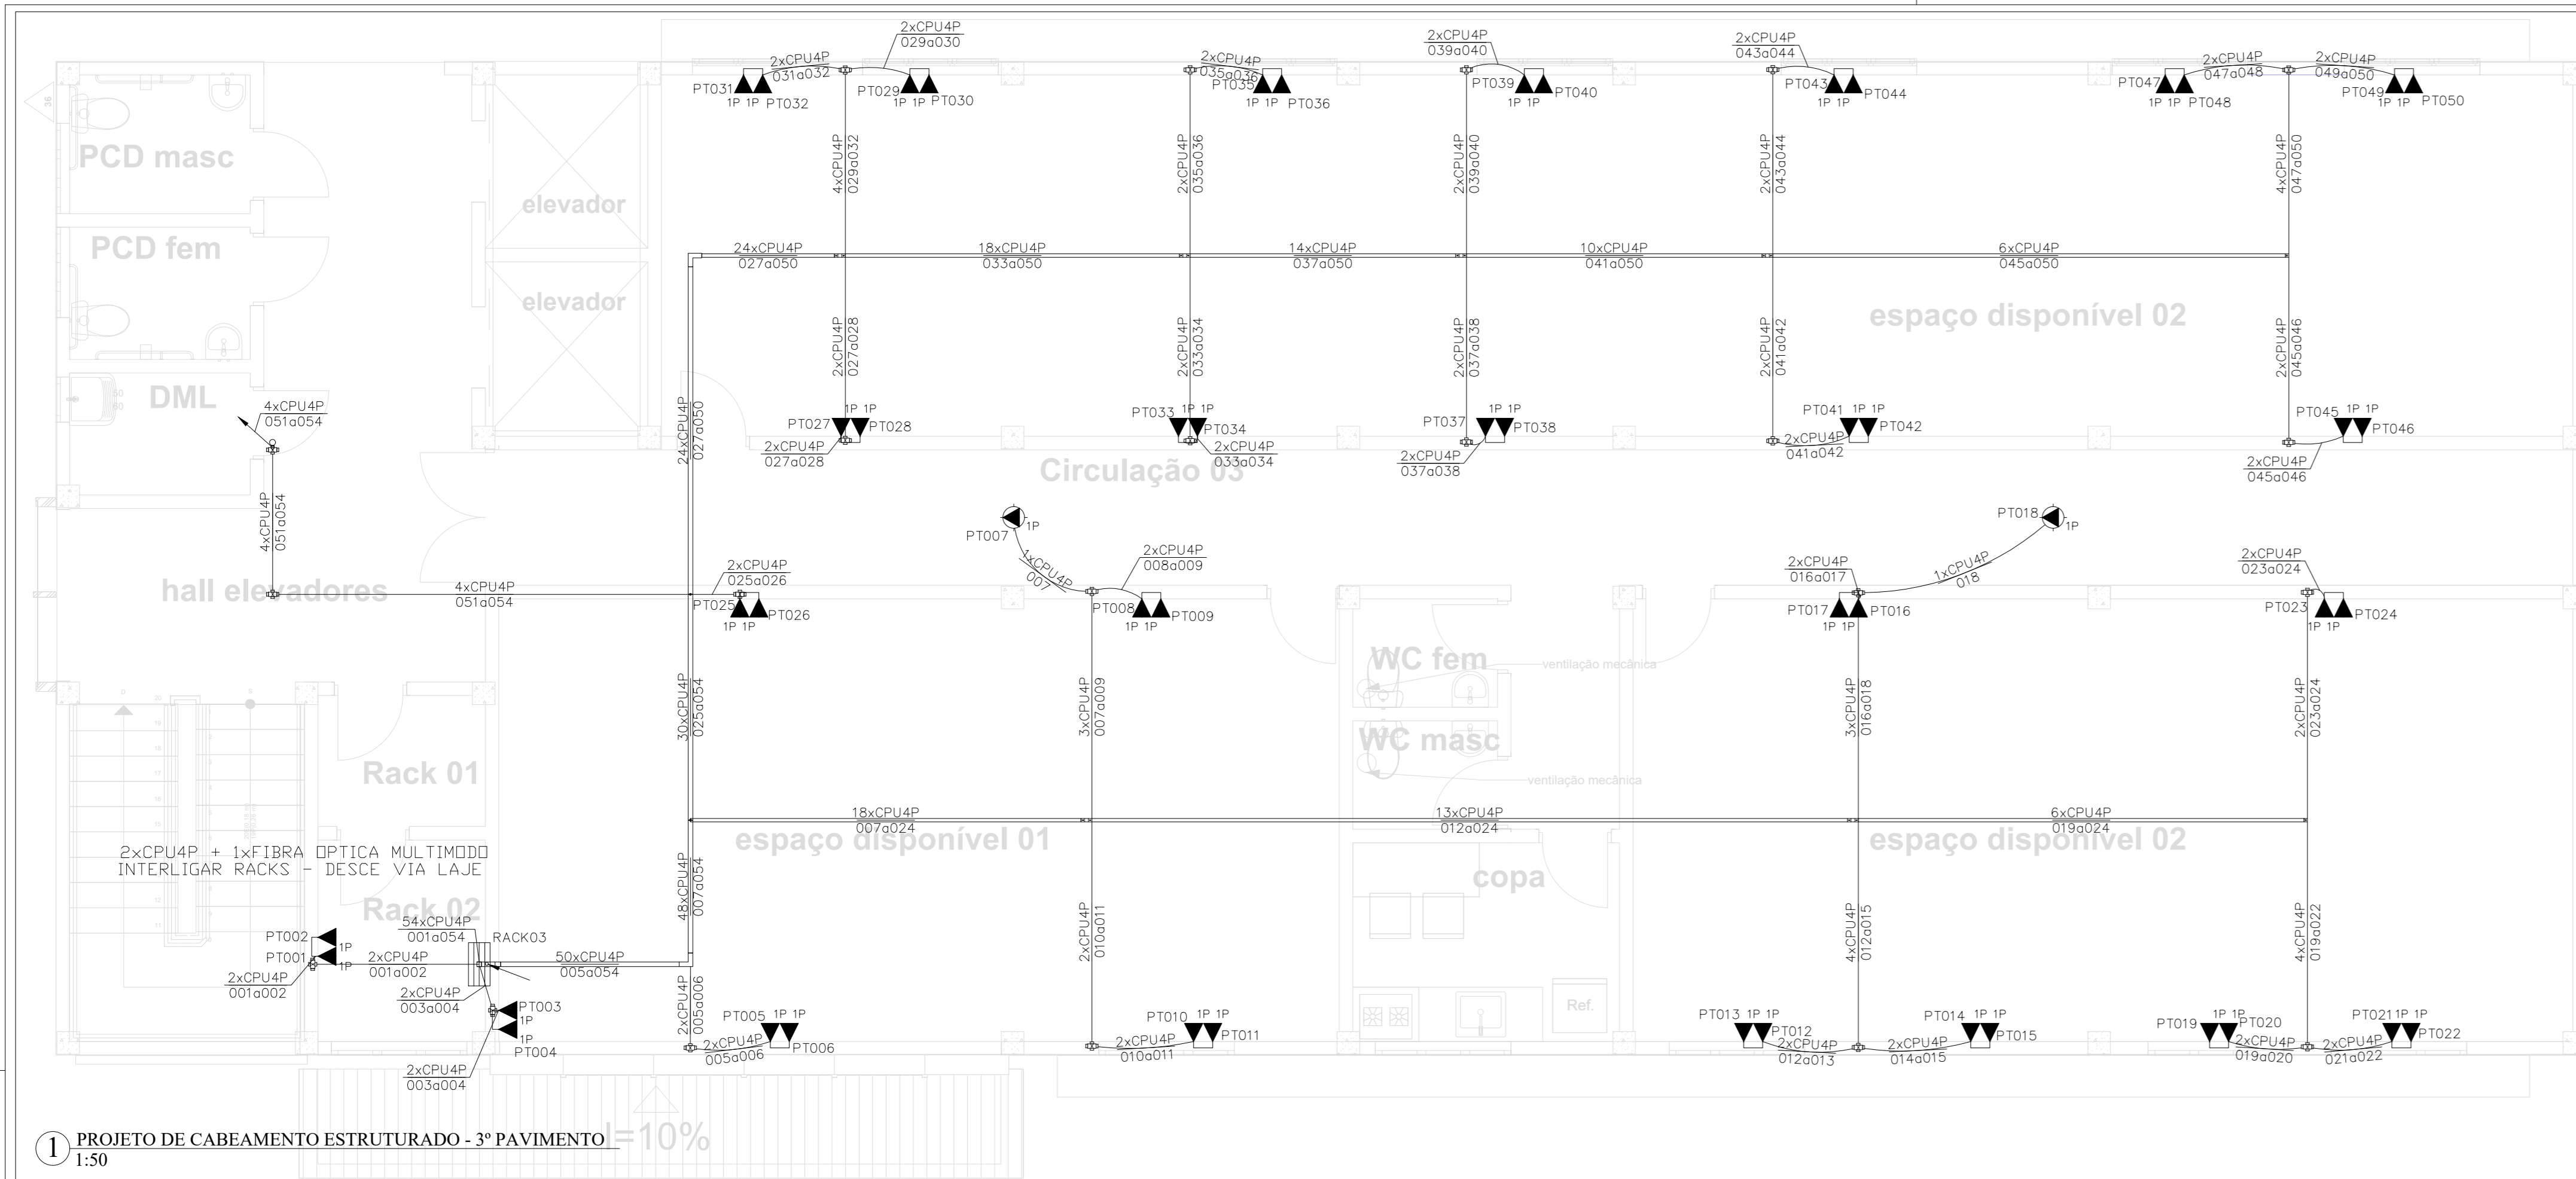 2xCPU4P
029a030
2xCPU4P
031a032
PT031
1P 1P
PT032
PT029
1P 1P
PT030
2xCPU4P
035a036
PT035
1P 1P
PT036
2xCPU4P
039a040
PT039
1P 1P
PT040
2xCPU4P
043a044
PT043
1P 1P
PT044
2xCPU4P
047a048
PT047
1P 1P
PT048
2xCPU4P
049a050
PT049
1P 1P
PT050
36
PCD masc
PCD fem
DML
elevador
elevador
4xCPU4P
029a032
2xCPU4P
035a036
2xCPU4P
039a040
2xCPU4P
043a044
4xCPU4P
047a050
24xCPU4P
027a050
18xCPU4P
033a050
14xCPU4P
037a050
10xCPU4P
041a050
6xCPU4P
045a050
espaço disponível 02
2xCPU4P
027a028
2xCPU4P
033a034
2xCPU4P
037a038
2xCPU4P
041a042
2xCPU4P
045a046
4xCPU4P
051a054
24xCPU4P
027a050
PT027
1P 1P
PT028
2xCPU4P
027a028
PT033
1P 1P
PT034
2xCPU4P
033a034
PT037
1P 1P
PT038
2xCPU4P
037a038
PT041
1P 1P
PT042
2xCPU4P
041a042
PT045
1P 1P
PT046
2xCPU4P
045a046
Circulação 03
4xCPU4P
051a054
hall elevadores
4xCPU4P
051a054
2xCPU4P
025a026
PT025
1P 1P
PT026
PT007
1P
1xCPU4P
007
2xCPU4P
008a009
PT008
1P 1P
PT009
2xCPU4P
016a017
PT017
1P 1P
PT016
PT018
1P
1xCPU4P
018
2xCPU4P
023a024
PT023
1P 1P
PT024
30xCPU4P
025a054
3xCPU4P
007a009
WC fem
ventilação mecânica
WC masc
ventilação mecânica
3xCPU4P
016a018
2xCPU4P
023a024
Rack 01
18xCPU4P
007a024
13xCPU4P
012a024
6xCPU4P
019a024
espaço disponível 01
espaço disponível 02
2xCPU4P + 1xFIBRA OPTICA MULTIMODO
INTERLIGAR RACKS - DESCE VIA LAJE
48xCPU4P
007a054
copa
Rack 02
54xCPU4P
001a054
RACK03
PT002
1P
PT001
1P
2xCPU4P
001a002
2xCPU4P
001a002
50xCPU4P
005a054
2xCPU4P
003a004
PT003
1P
1P
PT004
2xCPU4P
003a004
2xCPU4P
005a006
PT005
1P 1P
PT006
2xCPU4P
005a006
2xCPU4P
010a011
PT010
1P 1P
PT011
2xCPU4P
010a011
Ref.
4xCPU4P
012a015
PT013
1P 1P
PT012
2xCPU4P
012a013
PT014
1P 1P
PT015
2xCPU4P
014a015
4xCPU4P
019a022
PT019
1P 1P
PT020
2xCPU4P
019a020
PT021
1P 1P
PT022
2xCPU4P
021a022
1
PROJETO DE CABEAMENTO ESTRUTURADO - 3º PAVIMENTO
1:50
I=10%